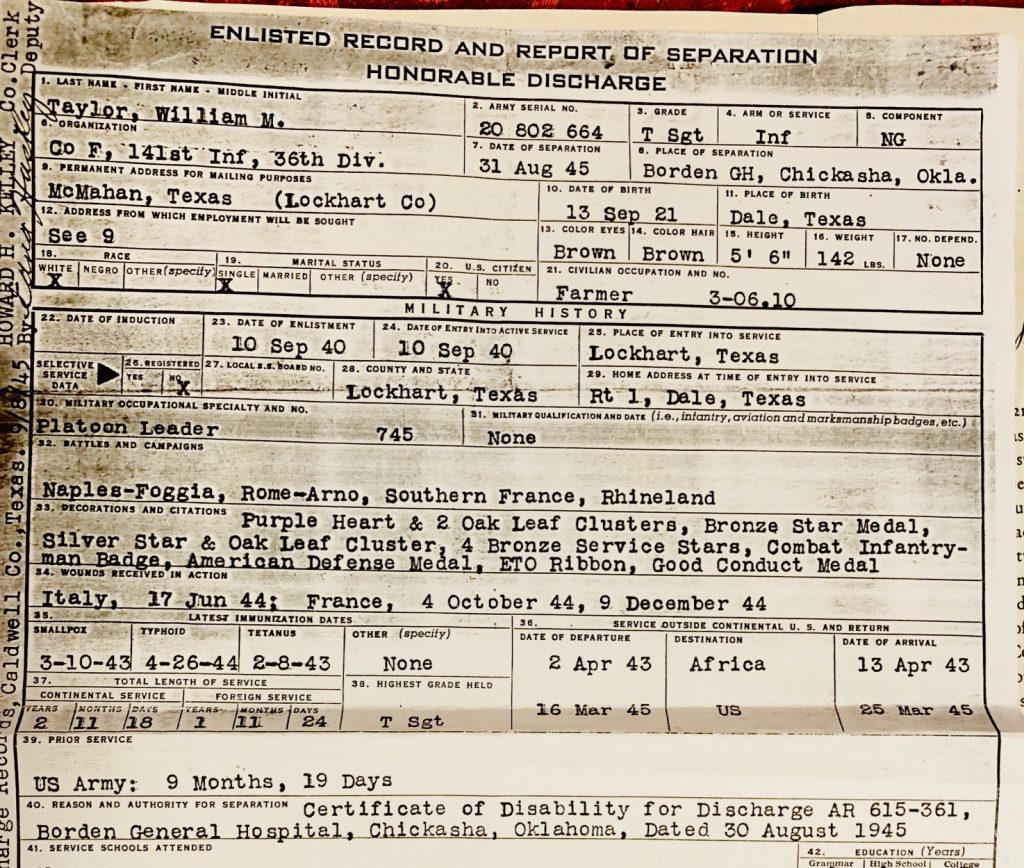 ENLISTED RECORD AND REPORT OF SEPARATION
HONORABLE DISCHARGE
1. LAST NAME - FIRST NAME - MIDDLE INITIAL
Taylor, William M.
2. ARMY SERIAL NO.
20 802 664
3. GRADE
T Sgt
4. ARM OR SERVICE
Inf
5. COMPONENT
NG
6. ORGANIZATION
Co F, 141st Inf, 36th Div.
7. DATE OF SEPARATION
31 Aug 45
8. PLACE OF SEPARATION
Borden GH, Chickasha, Okla.
9. PERMANENT ADDRESS FOR MAILING PURPOSES
McMahan, Texas (Lockhart Co)
10. DATE OF BIRTH
13 Sep 21
11. PLACE OF BIRTH
Dale, Texas
12. ADDRESS FROM WHICH EMPLOYMENT WILL BE SOUGHT
See 9
13. COLOR EYES
Brown
14. COLOR HAIR
Brown
15. HEIGHT
5' 6"
16. WEIGHT
142 LBS.
17. NO. DEPEND.
None
18. RACE
WHITE NEGRO OTHER (specify)
X
19. MARITAL STATUS
SINGLE MARRIED OTHER (specify)
X
20. U.S. CITIZEN
YES NO
X
21. CIVILIAN OCCUPATION AND NO.
Farmer 3-06.10
MILITARY HISTORY
22. DATE OF INDUCTION
23. DATE OF ENLISTMENT
10 Sep 40
24. DATE OF ENTRY INTO ACTIVE SERVICE
10 Sep 40
25. PLACE OF ENTRY INTO SERVICE
Lockhart, Texas
SELECTIVE SERVICE DATA
26. REGISTERED
YES NO
X
27. LOCAL S.S. BOARD NO.
28. COUNTY AND STATE
Lockhart, Texas
29. HOME ADDRESS AT TIME OF ENTRY INTO SERVICE
Rt 1, Dale, Texas
30. MILITARY OCCUPATIONAL SPECIALTY AND NO.
Platoon Leader 745
31. MILITARY QUALIFICATION AND DATE (i.e., infantry, aviation and marksmanship badges, etc.)
None
32. BATTLES AND CAMPAIGNS
Naples-Foggia, Rome-Arno, Southern France, Rhineland
33. DECORATIONS AND CITATIONS
Purple Heart & 2 Oak Leaf Clusters, Bronze Star Medal,
Silver Star & Oak Leaf Cluster, 4 Bronze Service Stars, Combat Infantry-
man Badge, American Defense Medal, ETO Ribbon, Good Conduct Medal
34. WOUNDS RECEIVED IN ACTION
Italy, 17 Jun 44; France, 4 October 44, 9 December 44
35. LATEST IMMUNIZATION DATES
SMALLPOX TYPHOID TETANUS OTHER (specify)
3-10-43 4-26-44 2-8-43 None
36. SERVICE OUTSIDE CONTINENTAL U. S. AND RETURN
DATE OF DEPARTURE DESTINATION DATE OF ARRIVAL
2 Apr 43 Africa 13 Apr 43
16 Mar 45 US 25 Mar 45
37. TOTAL LENGTH OF SERVICE
CONTINENTAL SERVICE FOREIGN SERVICE
YEARS MONTHS DAYS YEARS MONTHS DAYS
2 11 18 1 11 24
38. HIGHEST GRADE HELD
T Sgt
39. PRIOR SERVICE
US Army: 9 Months, 19 Days
40. REASON AND AUTHORITY FOR SEPARATION Certificate of Disability for Discharge AR 615-361,
Borden General Hospital, Chickasha, Oklahoma, Dated 30 August 1945
41. SERVICE SCHOOLS ATTENDED
42. EDUCATION (Years)
Grammar High School College
Caldwell Co., Texas.
HOWARD H. KELLEY Co. Clerk
By Deputy